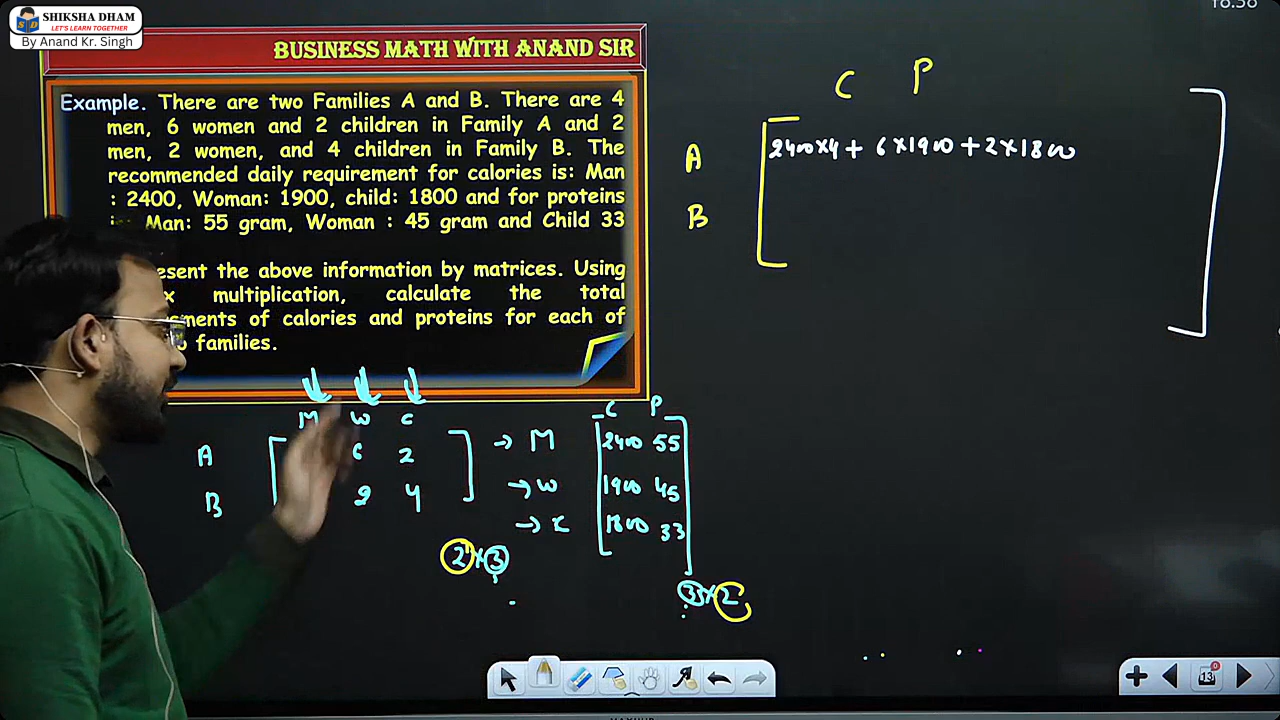 SHIKSHA DHAM
LET'S LEARN TOGETHER
By Anand Kr. Singh
BUSINESS MATH WITH ANAND SIR
Example. There are two Families A and B. There are 4
men, 6 women and 2 children in Family A and 2
men, 2 women, and 4 children in Family B. The
recommended daily requirement for calories is: Man
: 2400, Woman: 1900, child: 1800 and for proteins
Man: 55 gram, Woman : 45 gram and Child 33
the above information by matrices. Using
multiplication, calculate the total
of calories and proteins for each of
families.
C P
A 2400×4 + 6×1900 + 2×1800
B
M W C
A 6 2
B 2 4
2×3
C P
→ M 2400 55
→ W 1900 45
→ C 1800 33
3×2
13